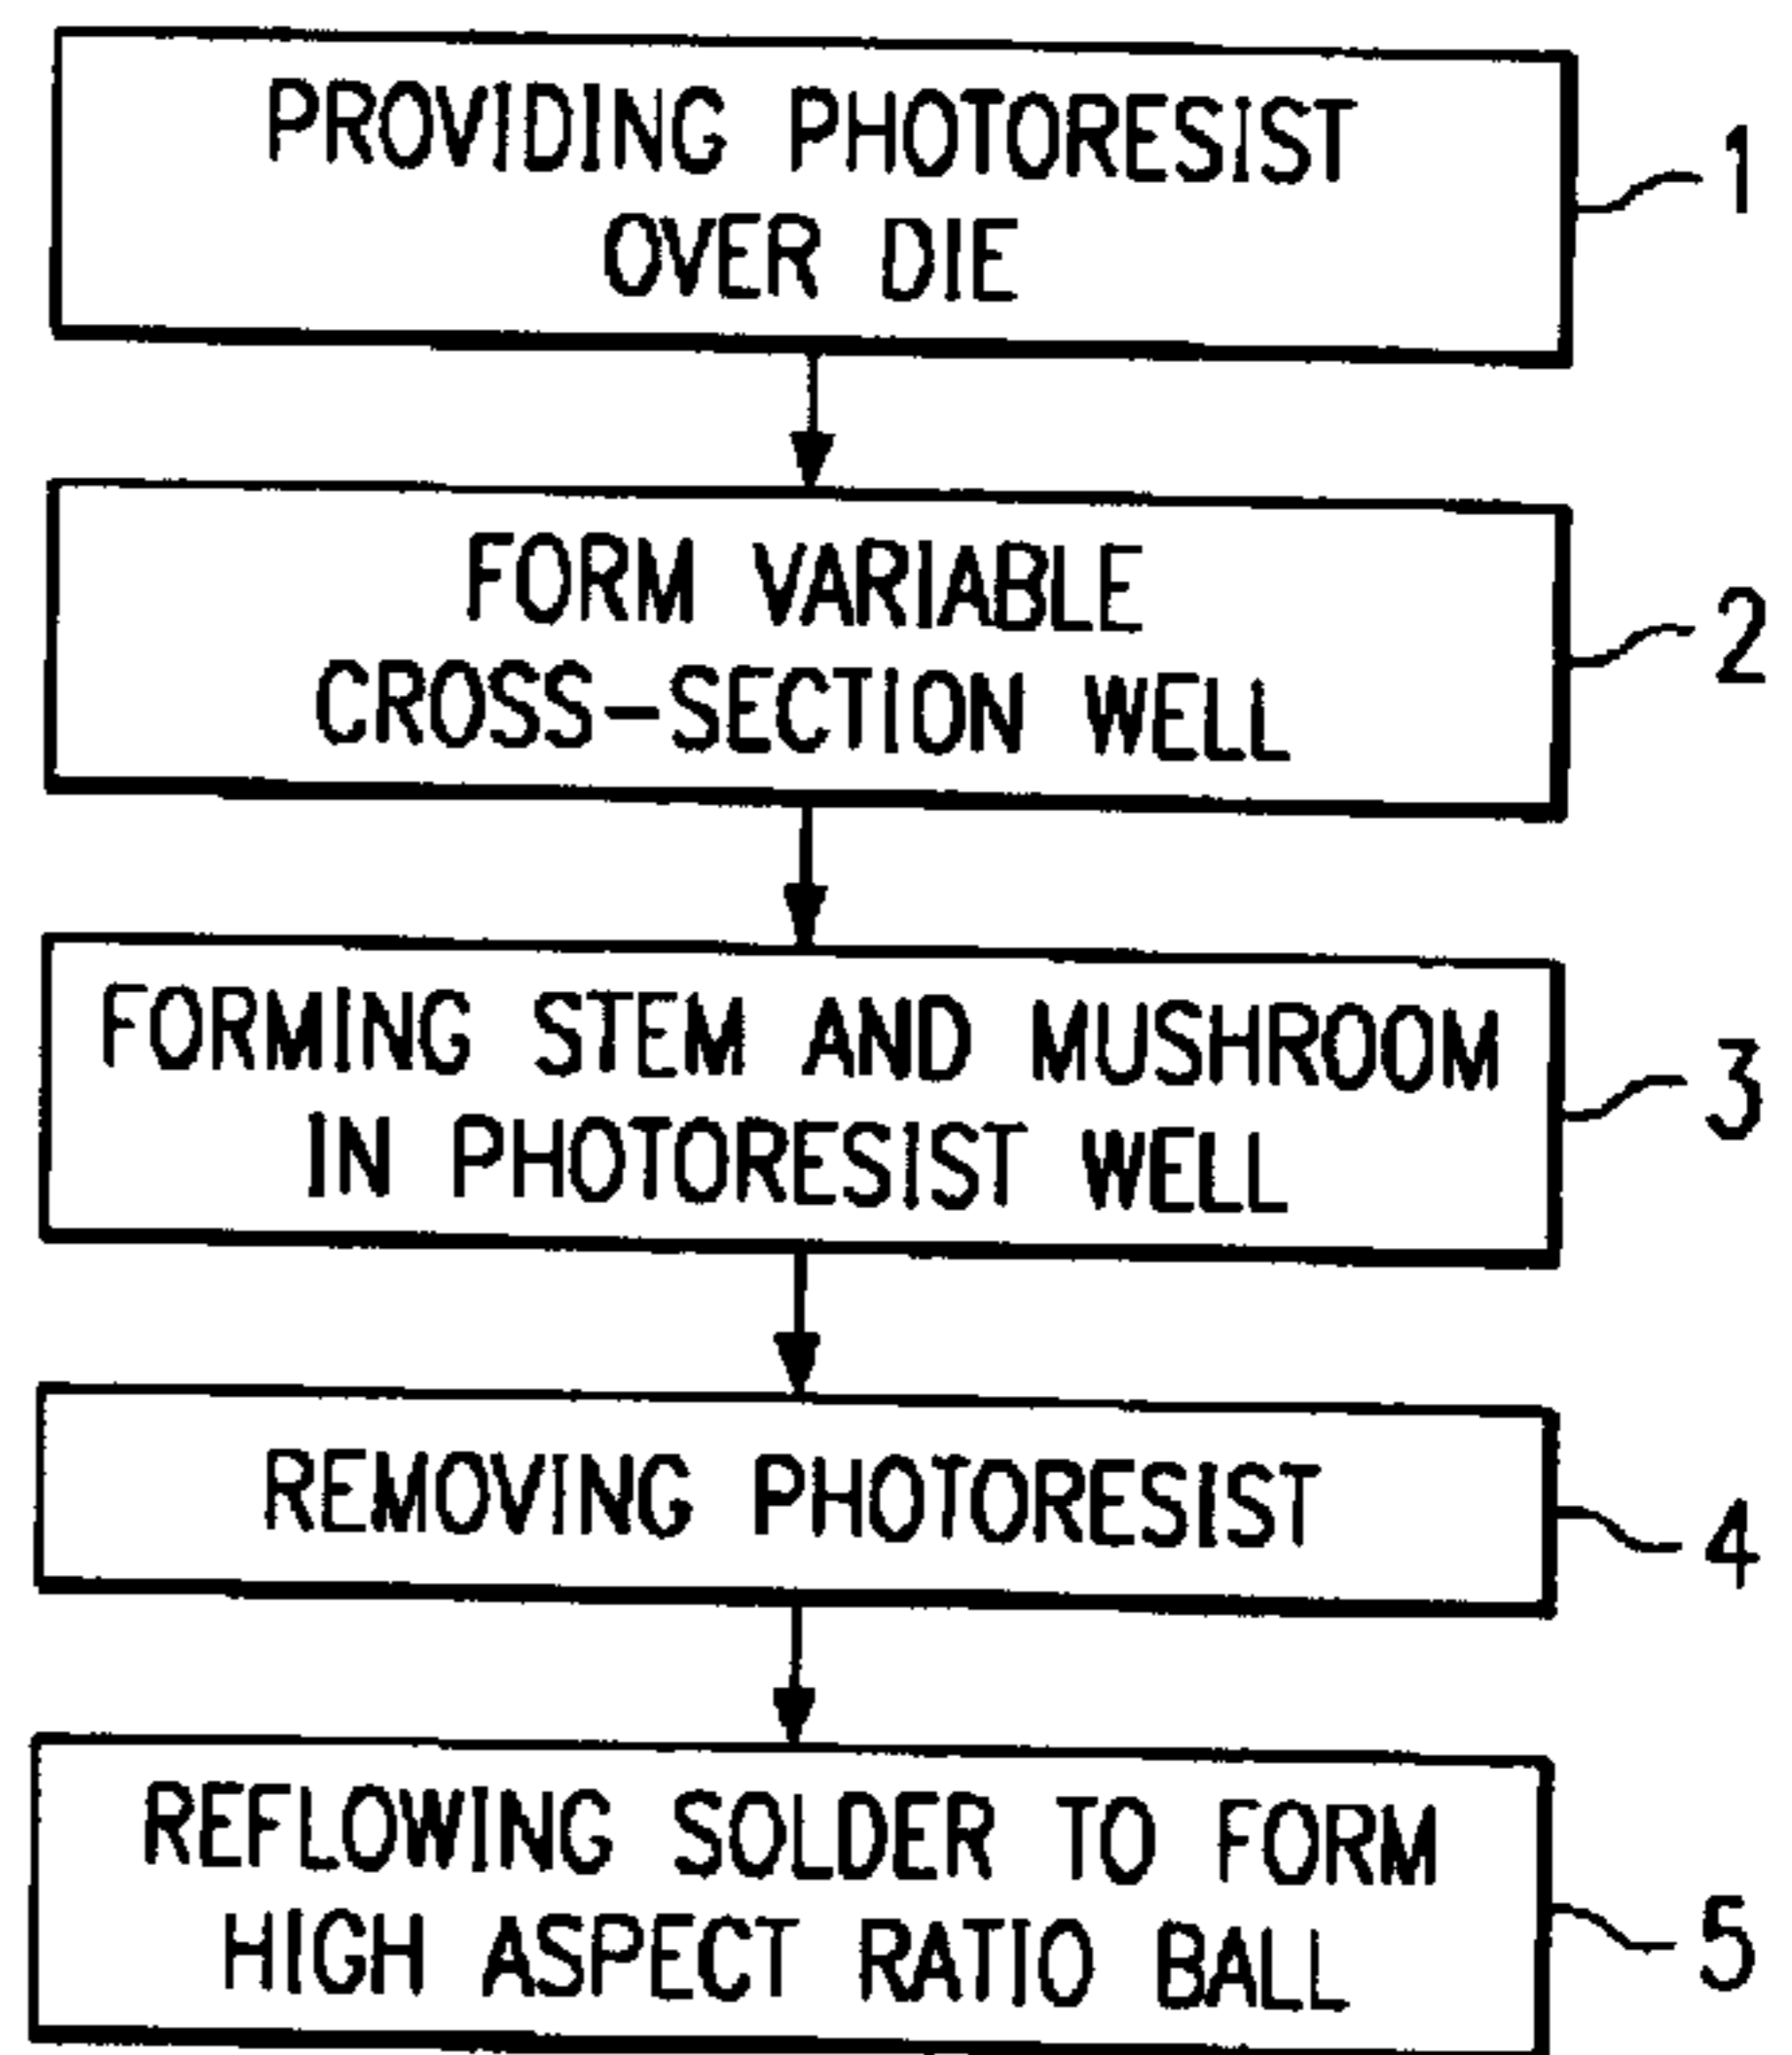 PROVIDING PHOTORESIST
OVER DIE
1
FORM VARIABLE
CROSS-SECTION WELL
2
FORMING STEM AND MUSHROOM
IN PHOTORESIST WELL
3
REMOVING PHOTORESIST
4
REFLOWING SOLDER TO FORM
HIGH ASPECT RATIO BALL
5